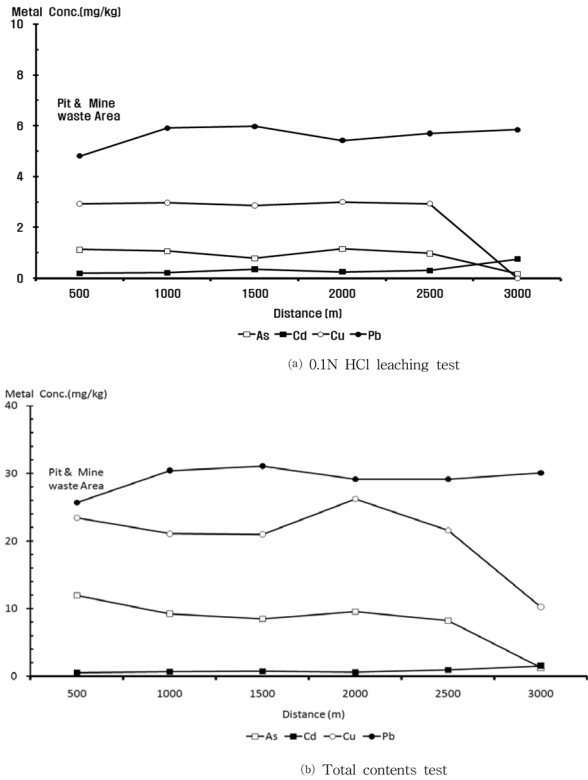 Metal Conc.(mg/kg)
10
8
6
4
2
0
Pit & Mine
waste Area
500 1000 1500 2000 2500 3000
Distance (m)
As Cd Cu Pb
(a) 0.1N HCl leaching test
Metal Conc.(mg/kg)
40
30
20
10
0
Pit & Mine
waste Area
500 1000 1500 2000 2500 3000
Distance (m)
As Cd Cu Pb
(b) Total contents test